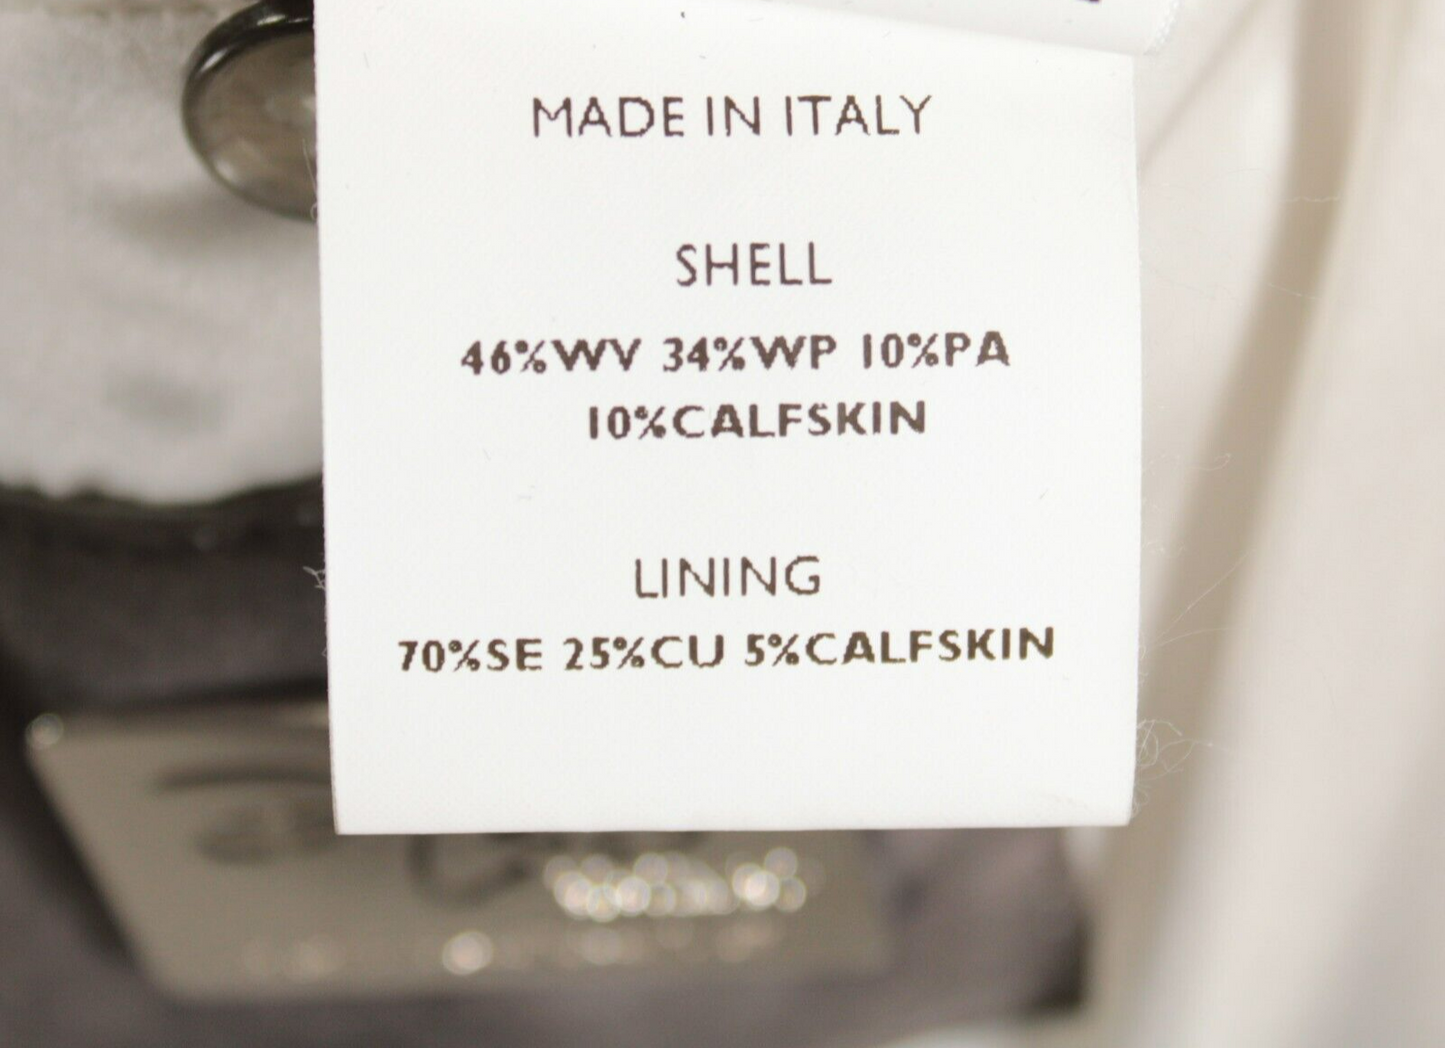 MADE IN ITALY
SHELL
46%WV 34%WP 10%PA
10%CALFSKIN
LINING
70%SE 25%CU 5%CALFSKIN